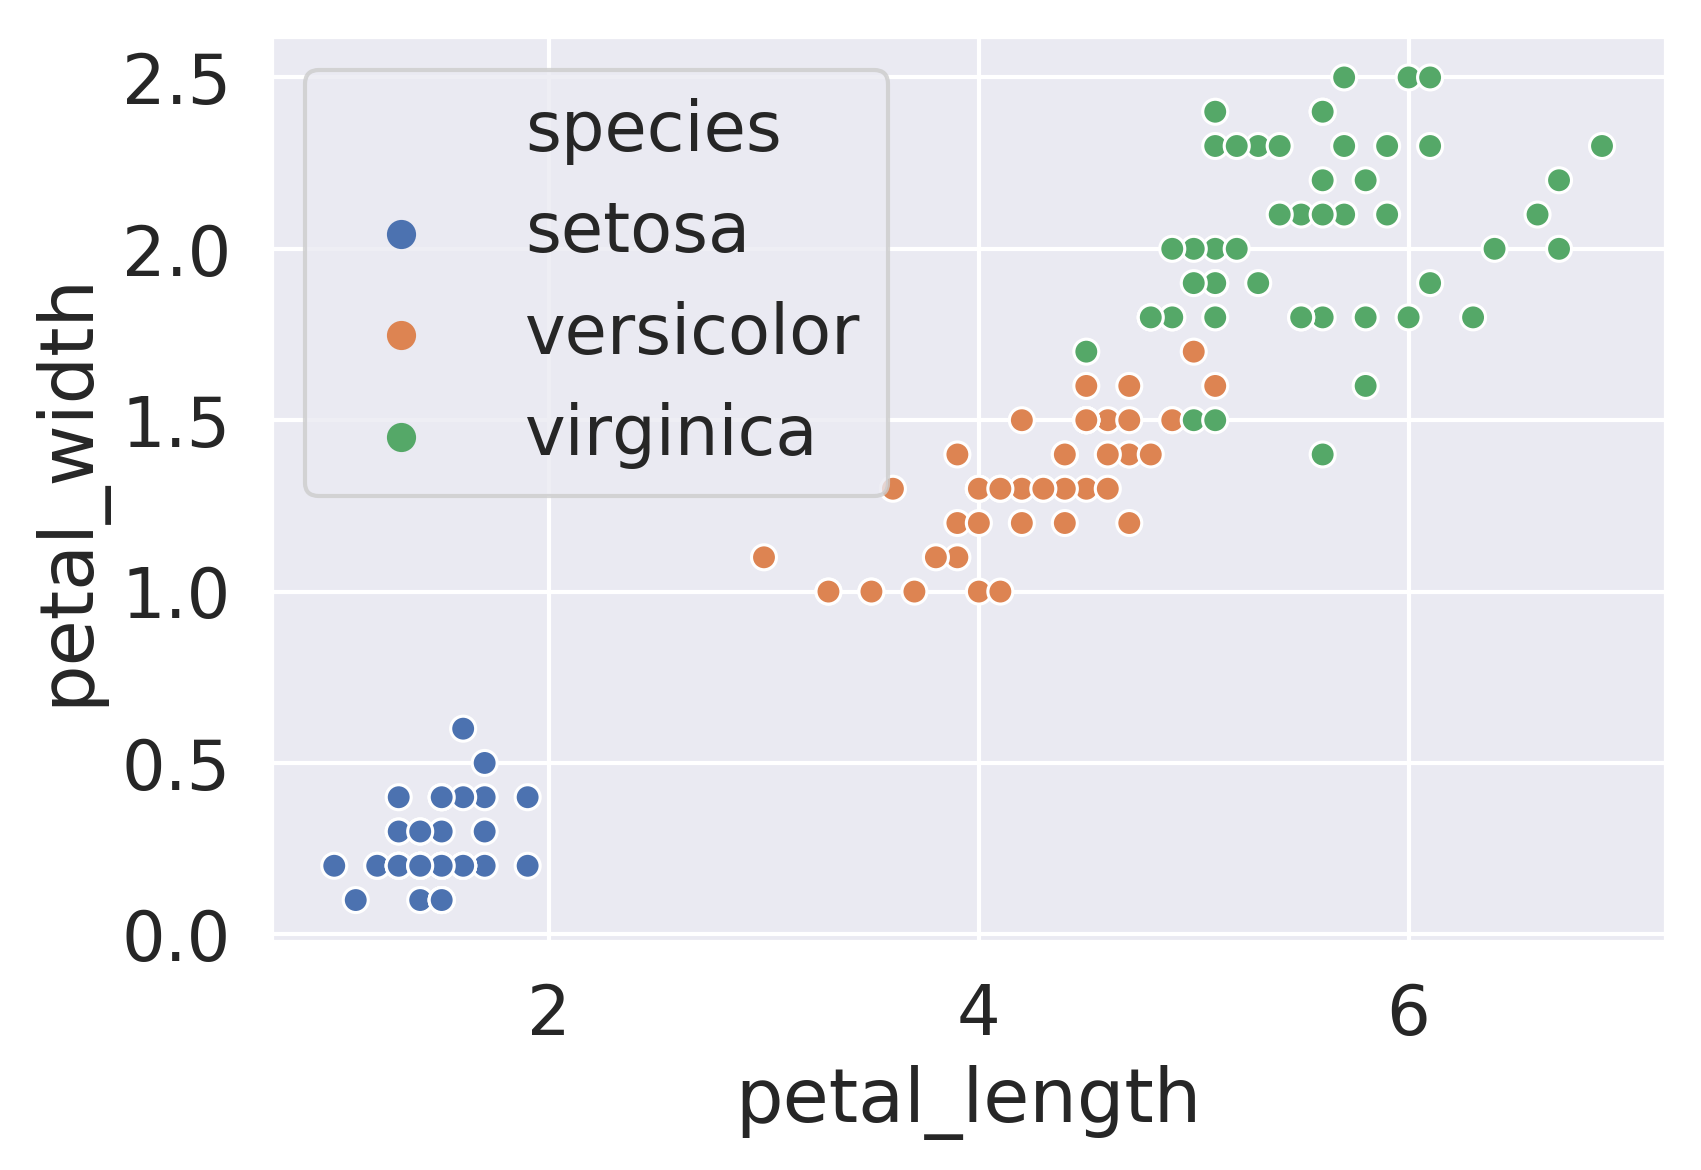 2.5
2.0
1.5
1.0
0.5
0.0
petal_width
species
setosa
versicolor
virginica
2 4 6
petal_length